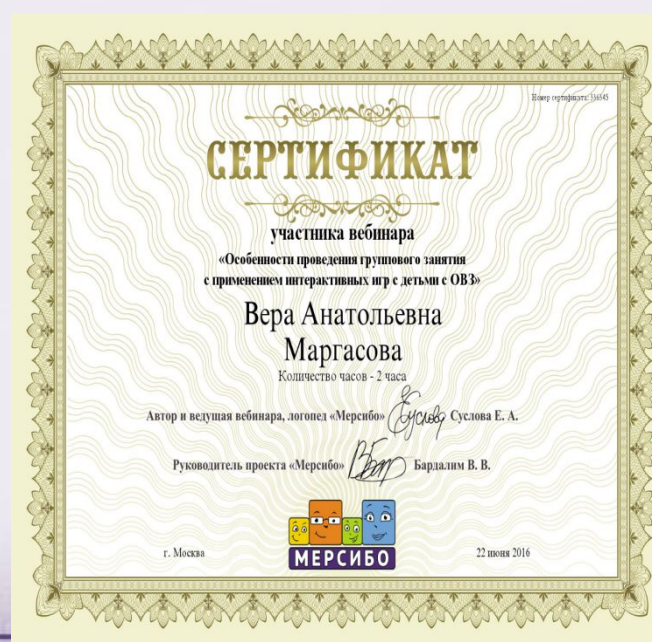 Номер сертификата: 336545
СЕРТИФИКАТ
участника вебинара
«Особенности проведения группового занятия
с применением интерактивных игр с детьми с ОВЗ»
Вера Анатольевна
Маргасова
Количество часов - 2 часа
Автор и ведущая вебинара, логопед «Мерсибо» Суслова Е. А.
Руководитель проекта «Мерсибо» Бардалим В. В.
МЕРСИБО
г. Москва 22 июня 2016